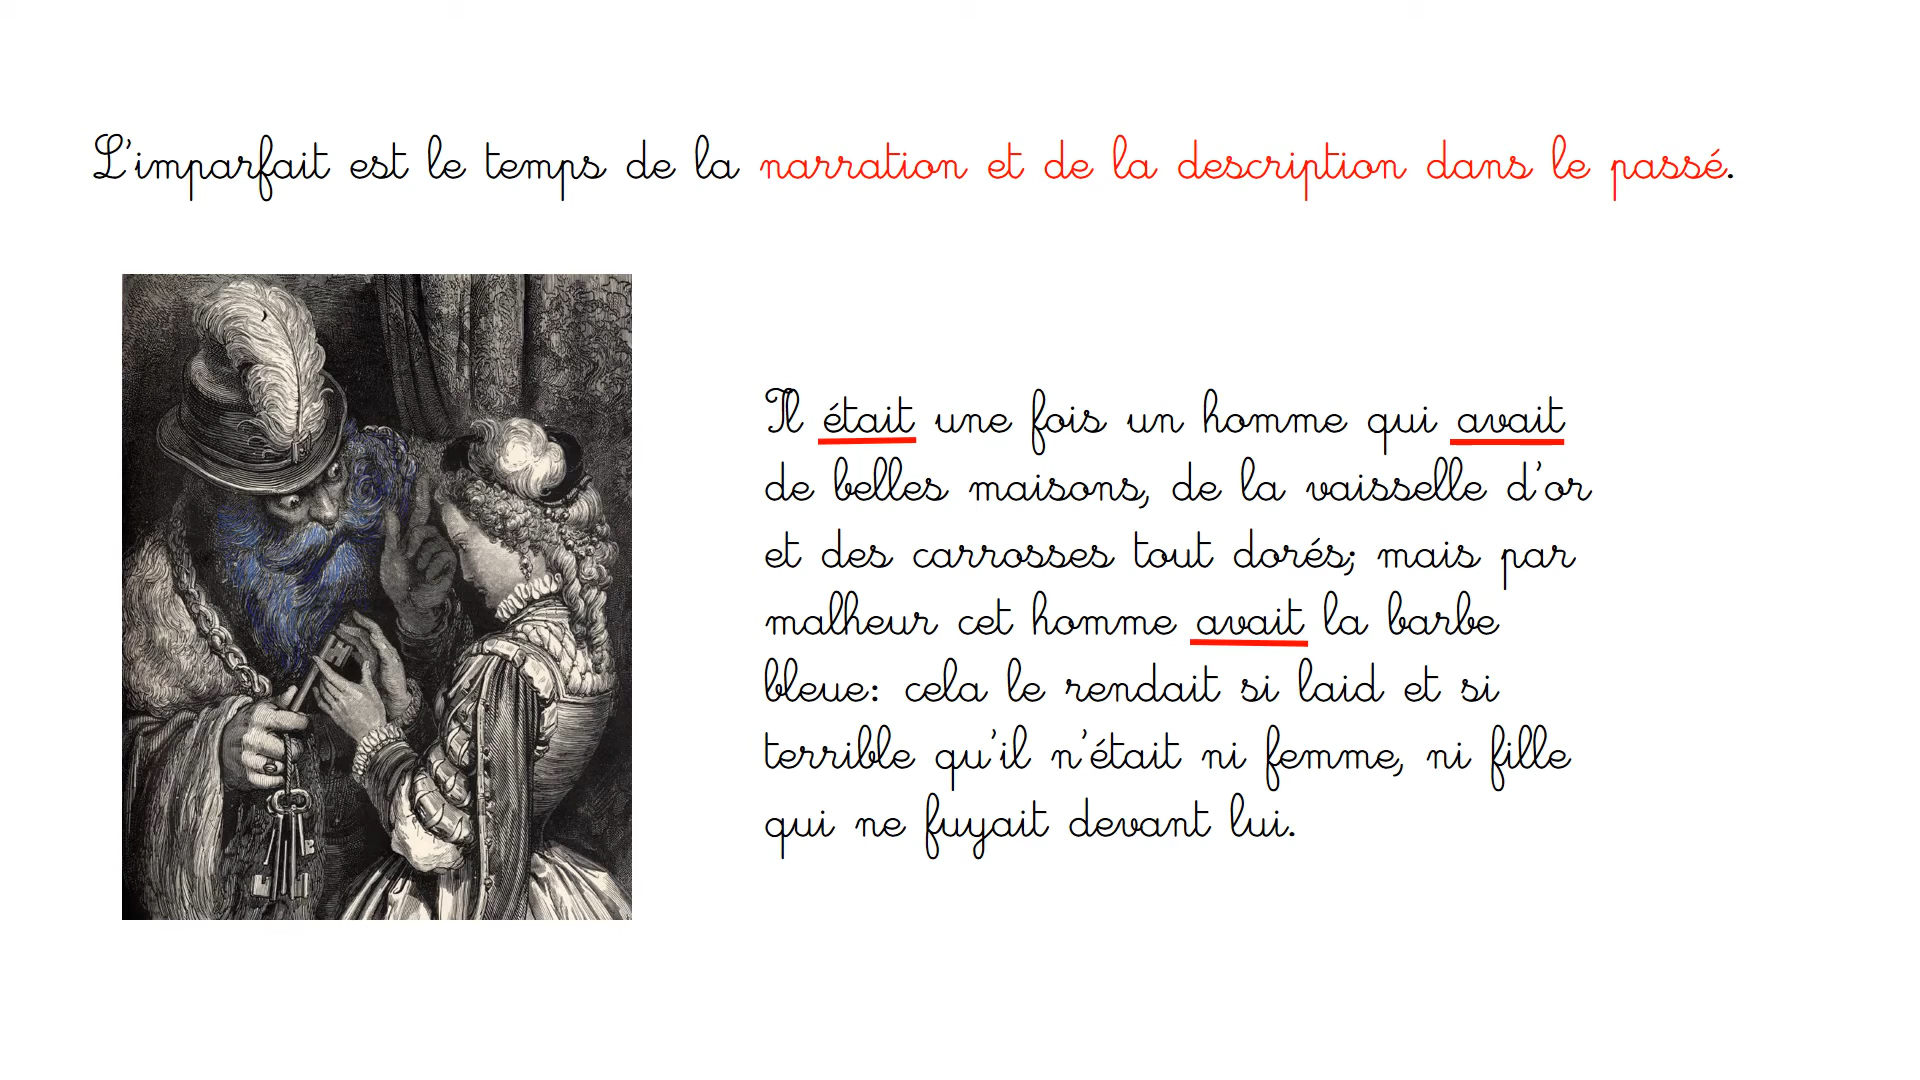 L'imparfait est le temps de la narration et de la description dans le passé.
Il était une fois un homme qui avait
de belles maisons, de la vaisselle d'or
et des carrosses tout dorés; mais par
malheur cet homme avait la barbe
bleue: cela le rendait si laid et si
terrible qu'il n'était ni femme, ni fille
qui ne fuyait devant lui.